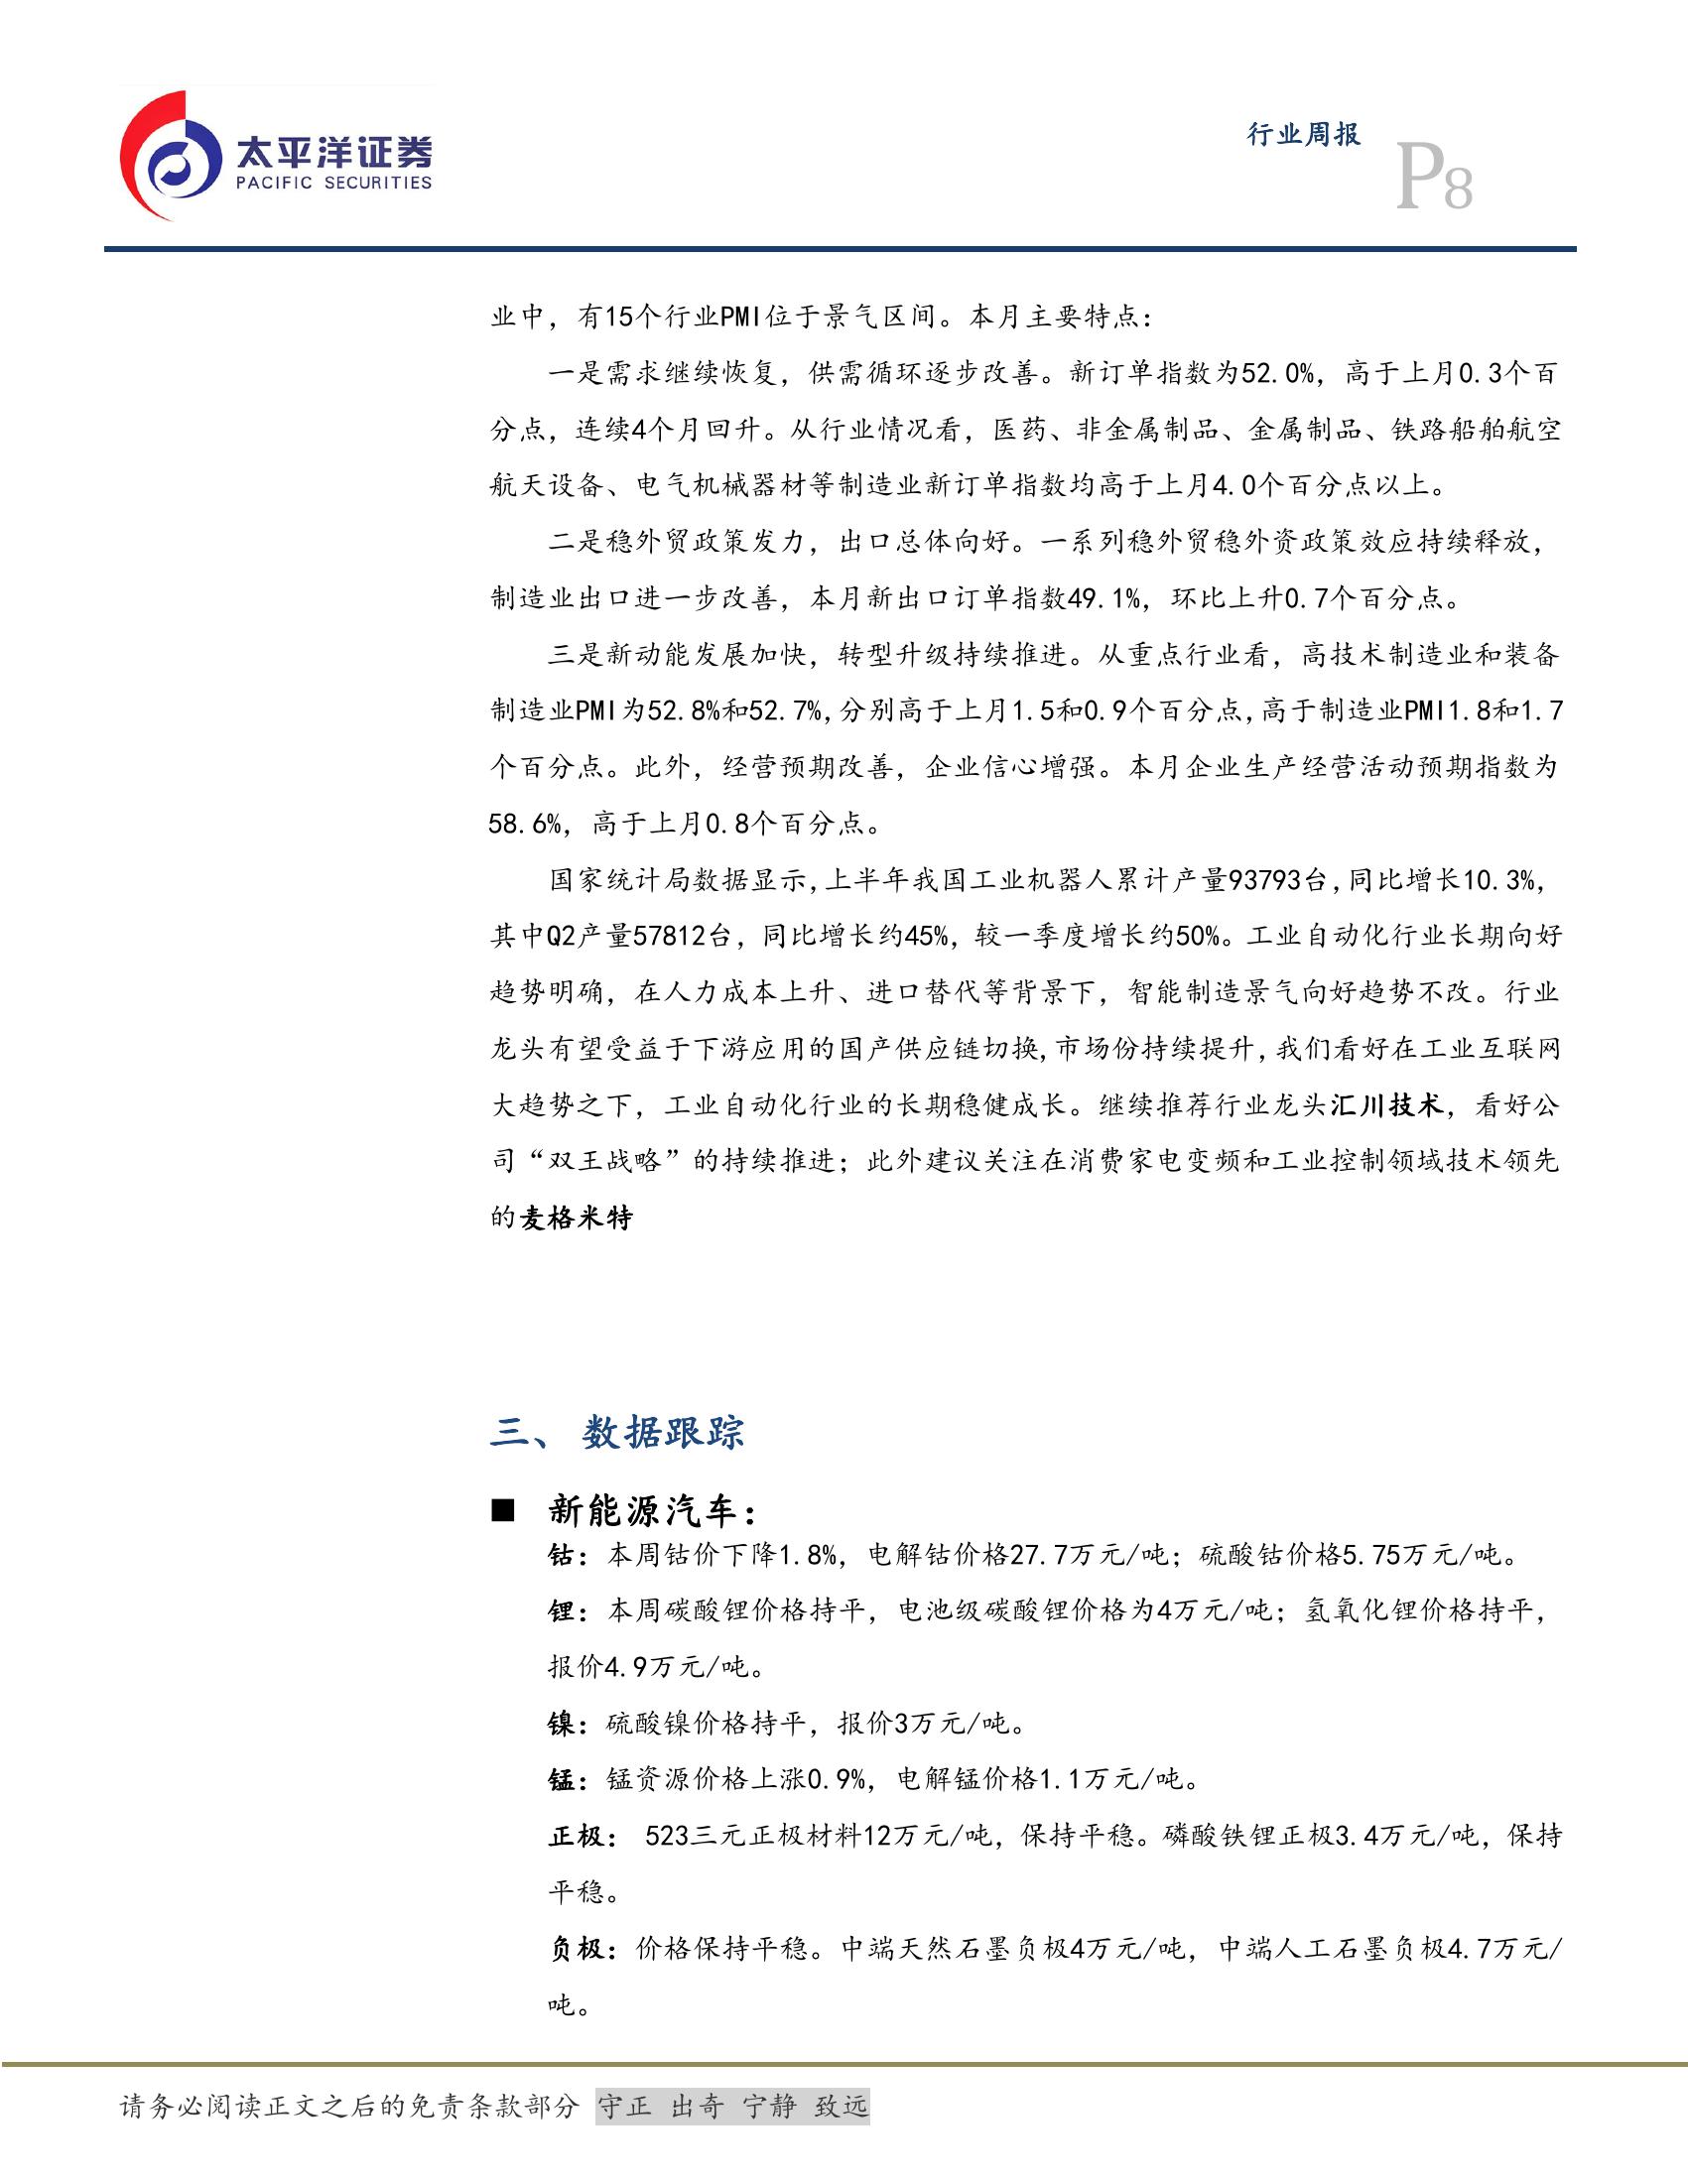 太平洋证券
PACIFIC SECURITIES
行业周报
P8
业中，有15个行业PMI位于景气区间。本月主要特点：
一是需求继续恢复，供需循环逐步改善。新订单指数为52.0%，高于上月0.3个百
分点，连续4个月回升。从行业情况看，医药、非金属制品、金属制品、铁路船舶航空
航天设备、电气机械器材等制造业新订单指数均高于上月4.0个百分点以上。
二是稳外贸政策发力，出口总体向好。一系列稳外贸稳外资政策效应持续释放，
制造业出口进一步改善，本月新出口订单指数49.1%，环比上升0.7个百分点。
三是新动能发展加快，转型升级持续推进。从重点行业看，高技术制造业和装备
制造业PMI为52.8%和52.7%,分别高于上月1.5和0.9个百分点,高于制造业PMI1.8和1.7
个百分点。此外，经营预期改善，企业信心增强。本月企业生产经营活动预期指数为
58.6%，高于上月0.8个百分点。
国家统计局数据显示,上半年我国工业机器人累计产量93793台,同比增长10.3%，
其中Q2产量57812台，同比增长约45%，较一季度增长约50%。工业自动化行业长期向好
趋势明确，在人力成本上升、进口替代等背景下，智能制造景气向好趋势不改。行业
龙头有望受益于下游应用的国产供应链切换,市场份持续提升,我们看好在工业互联网
大趋势之下，工业自动化行业的长期稳健成长。继续推荐行业龙头汇川技术，看好公
司“双王战略”的持续推进；此外建议关注在消费家电变频和工业控制领域技术领先
的麦格米特
三、 数据跟踪
■ 新能源汽车：
钴：本周钴价下降1.8%，电解钴价格27.7万元/吨；硫酸钴价格5.75万元/吨。
锂：本周碳酸锂价格持平，电池级碳酸锂价格为4万元/吨；氢氧化锂价格持平，
报价4.9万元/吨。
镍：硫酸镍价格持平，报价3万元/吨。
锰：锰资源价格上涨0.9%，电解锰价格1.1万元/吨。
正极： 523三元正极材料12万元/吨，保持平稳。磷酸铁锂正极3.4万元/吨，保持
平稳。
负极：价格保持平稳。中端天然石墨负极4万元/吨，中端人工石墨负极4.7万元/
吨。
请务必阅读正文之后的免责条款部分 守正 出奇 宁静 致远